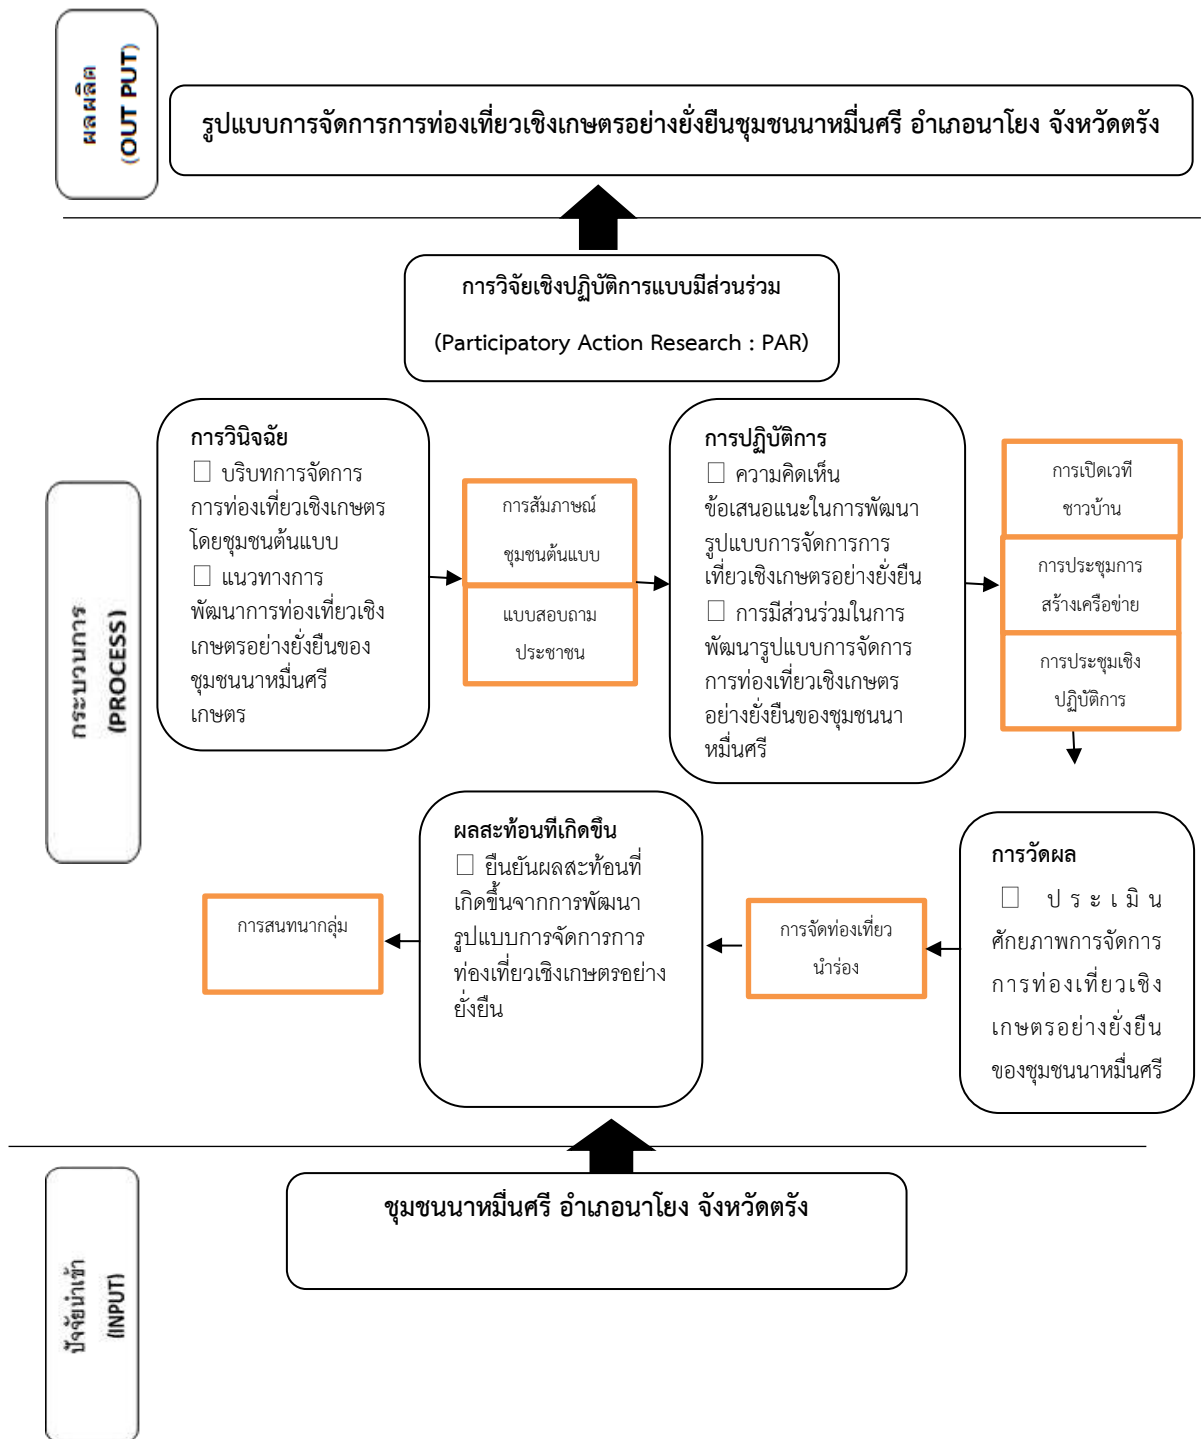 ผลผลิต
(OUT PUT)
รูปแบบการจัดการการท่องเที่ยวเชิงเกษตรอย่างยั่งยืนชุมชนนาหมื่นศรี อำเภอนาโยง จังหวัดตรัง
การวิจัยเชิงปฏิบัติการแบบมีส่วนร่วม
(Participatory Action Research : PAR)
กระบวนการ
(PROCESS)
การวินิจฉัย
□ บริบทการจัดการ
การท่องเที่ยวเชิงเกษตร
โดยชุมชนต้นแบบ
□ แนวทางการ
พัฒนาการท่องเที่ยวเชิง
เกษตรอย่างยั่งยืนของ
ชุมชนนาหมื่นศรี
เกษตร
การสัมภาษณ์
ชุมชนต้นแบบ
แบบสอบถาม
ประชาชน
การปฏิบัติการ
□ ความคิดเห็น
ข้อเสนอแนะในการพัฒนา
รูปแบบการจัดการการ
เที่ยวเชิงเกษตรอย่างยั่งยืน
□ การมีส่วนร่วมในการ
พัฒนารูปแบบการจัดการ
การท่องเที่ยวเชิงเกษตร
อย่างยั่งยืนของชุมชนนา
หมื่นศรี
การเปิดเวที
ชาวบ้าน
การประชุมการ
สร้างเครือข่าย
การประชุมเชิง
ปฏิบัติการ
การวัดผล
□ ประเมิน
ศักยภาพการจัดการ
การท่องเที่ยวเชิง
เกษตรอย่างยั่งยืน
ของชุมชนนาหมื่นศรี
การจัดท่องเที่ยว
นำร่อง
ผลสะท้อนที่เกิดขึ้น
□ ยืนยันผลสะท้อนที่
เกิดขึ้นจากการพัฒนา
รูปแบบการจัดการการ
ท่องเที่ยวเชิงเกษตรอย่าง
ยั่งยืน
การสนทนากลุ่ม
ปัจจัยนำเข้า
(INPUT)
ชุมชนนาหมื่นศรี อำเภอนาโยง จังหวัดตรัง